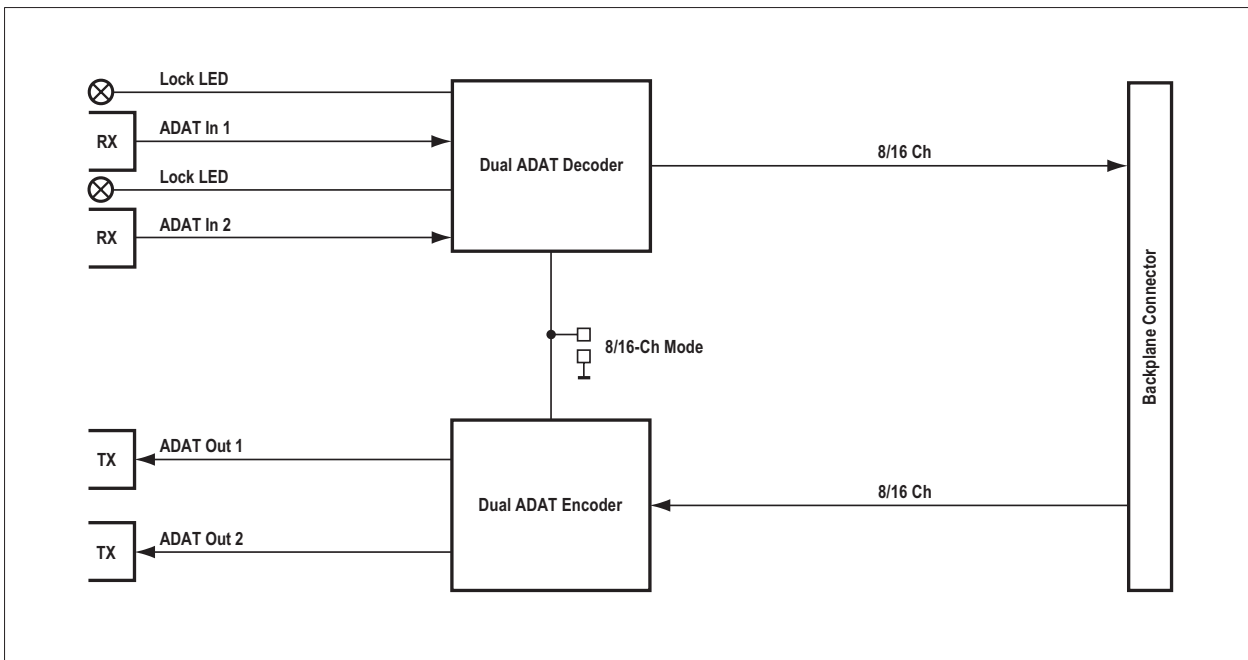 Lock LED
RX
ADAT In 1
Lock LED
RX
ADAT In 2
Dual ADAT Decoder
8/16 Ch
8/16-Ch Mode
TX
ADAT Out 1
TX
ADAT Out 2
Dual ADAT Encoder
8/16 Ch
Backplane Connector